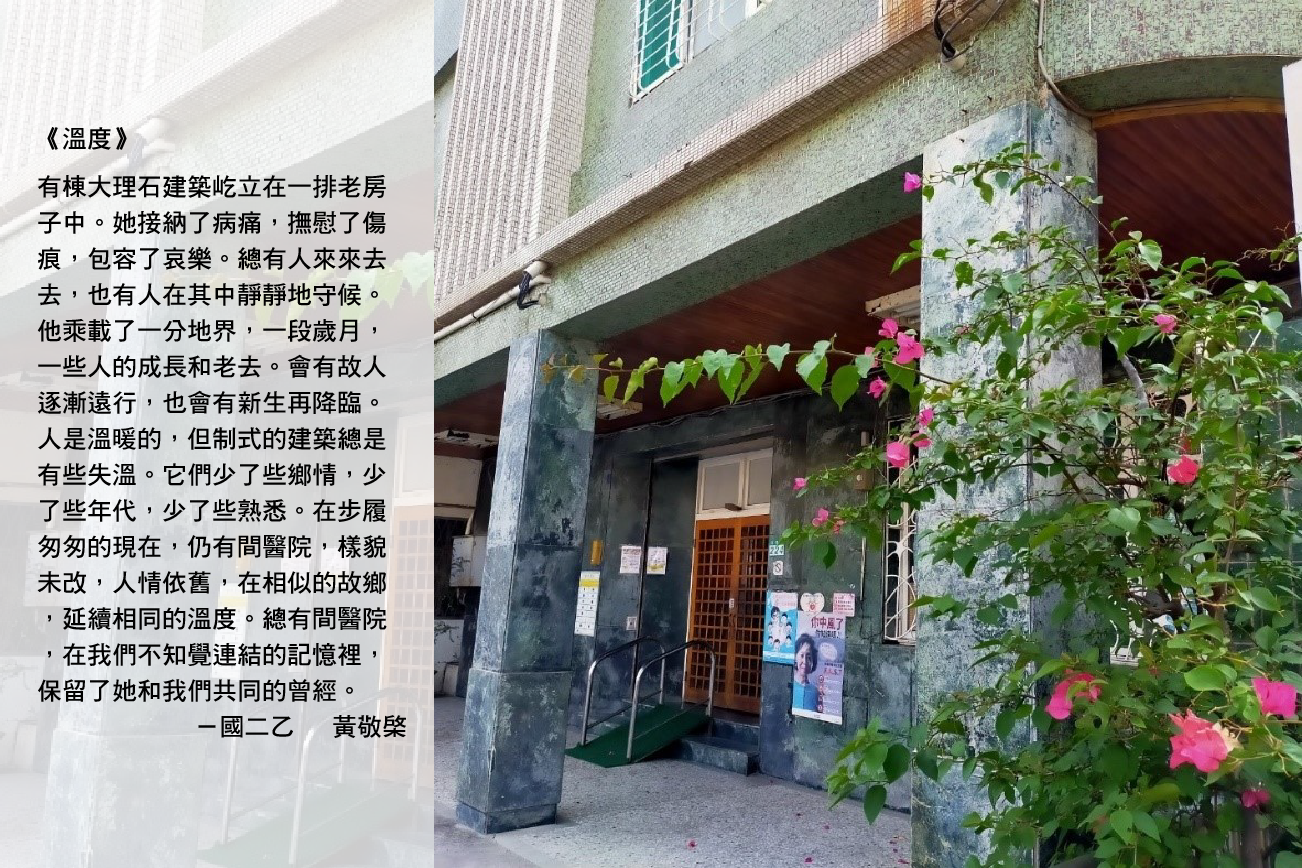 《溫度》
有棟大理石建築屹立在一排老房
子中。她接納了病痛，撫慰了傷
痕，包容了哀樂。總有人來來去
去，也有人在其中靜靜地守候。
他乘載了一分地界，一段歲月，
一些人的成長和老去。會有故人
逐漸遠行，也會有新生再降臨。
人是溫暖的，但制式的建築總是
有些失溫。它們少了些鄉情，少
了些年代，少了些熟悉。在步履
匆匆的現在，仍有間醫院，樣貌
未改，人情依舊，在相似的故鄉
，延續相同的溫度。總有間醫院
，在我們不知覺連結的記憶裡，
保留了她和我們共同的曾經。
－國二乙　黃敬棨
224
你中風了